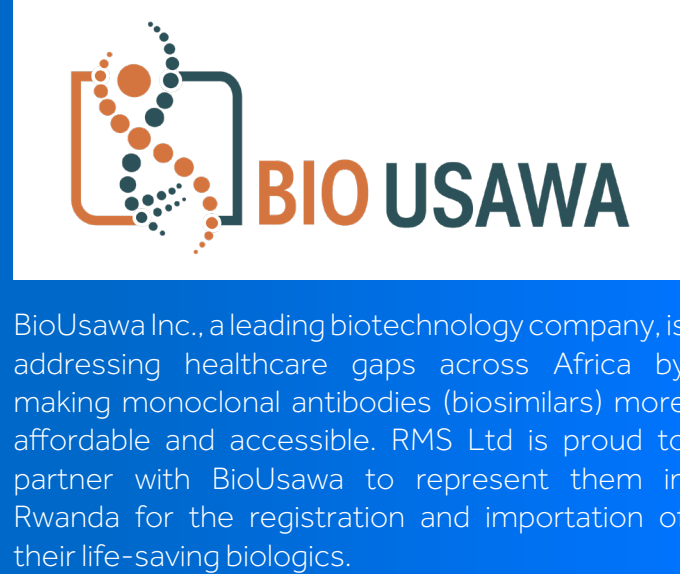 BIO USAWA
BioUsawa Inc., a leading biotechnology company, is
addressing healthcare gaps across Africa by
making monoclonal antibodies (biosimilars) more
affordable and accessible. RMS Ltd is proud to
partner with BioUsawa to represent them in
Rwanda for the registration and importation of
their life-saving biologics.